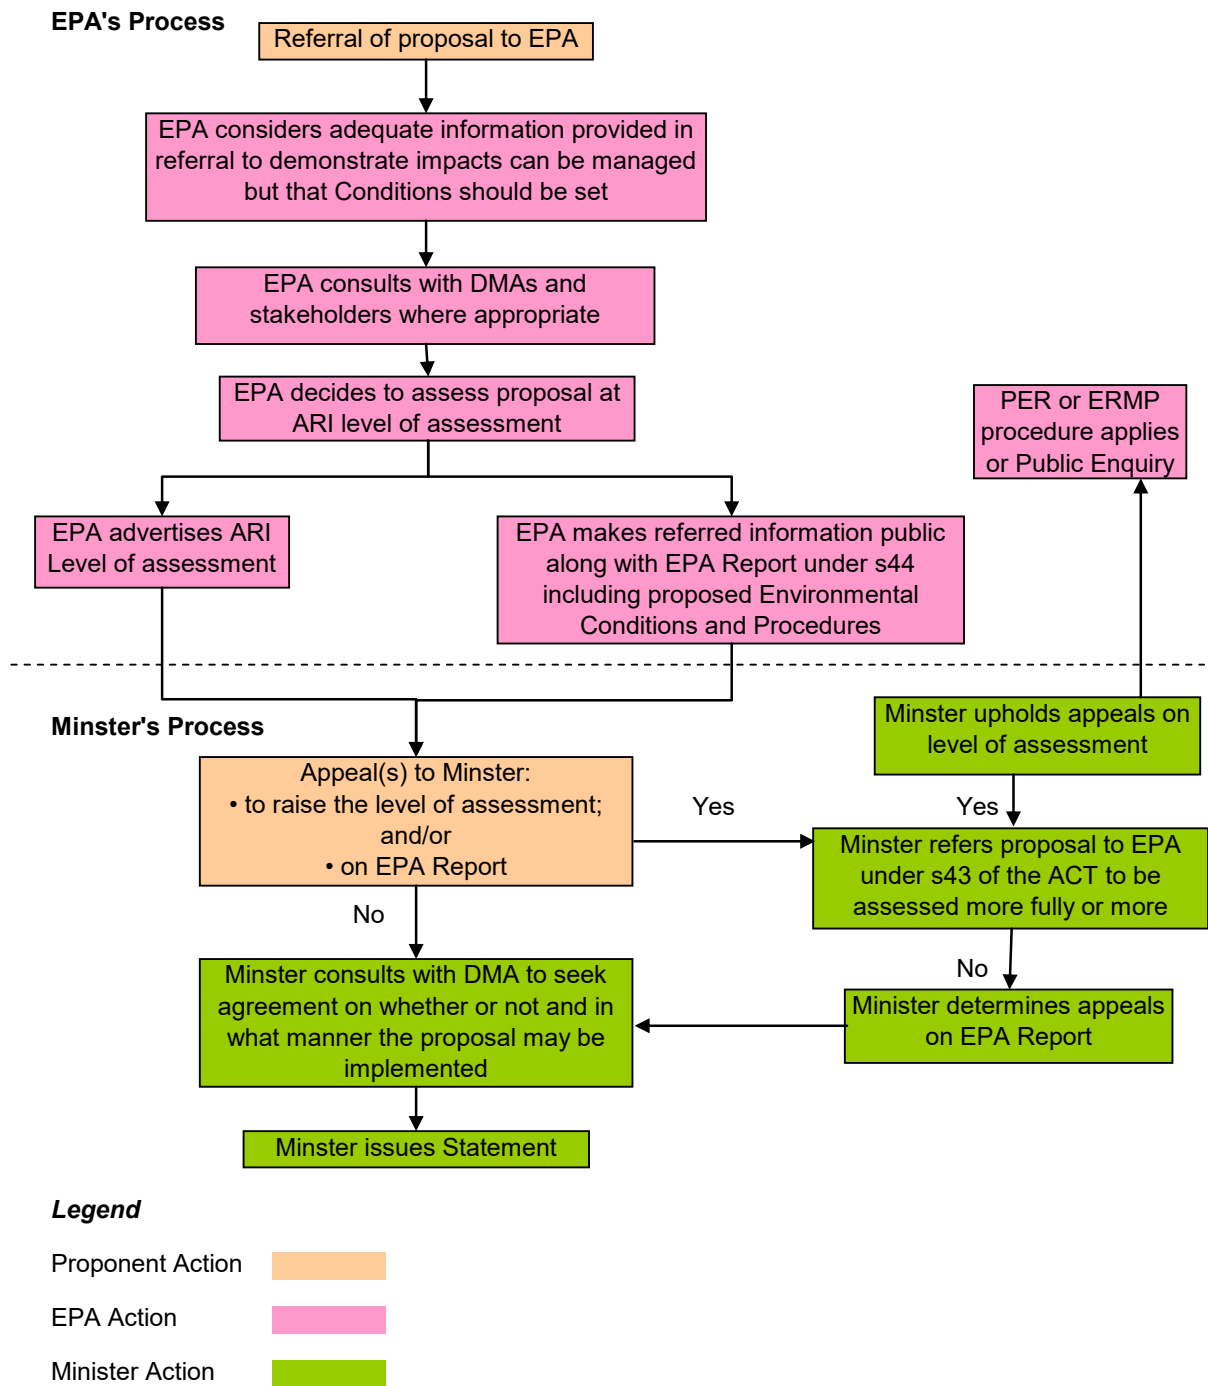 EPA's Process
Referral of proposal to EPA
EPA considers adequate information provided in
referral to demonstrate impacts can be managed
but that Conditions should be set
EPA consults with DMAs and
stakeholders where appropriate
EPA decides to assess proposal at
ARI level of assessment
PER or ERMP
procedure applies
or Public Enquiry
EPA advertises ARI
Level of assessment
EPA makes referred information public
along with EPA Report under s44
including proposed Environmental
Conditions and Procedures
Minster's Process
Minster upholds appeals on
level of assessment
Appeal(s) to Minster:
• to raise the level of assessment;
and/or
• on EPA Report
Yes
Yes
Minster refers proposal to EPA
under s43 of the ACT to be
assessed more fully or more
No
No
Minster consults with DMA to seek
agreement on whether or not and in
what manner the proposal may be
implemented
Minister determines appeals
on EPA Report
Minster issues Statement
Legend
Proponent Action
EPA Action
Minister Action